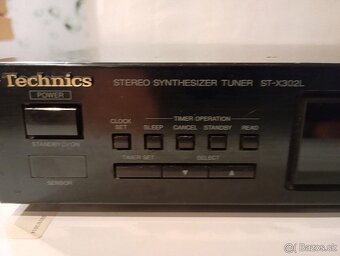 Technics
STEREO SYNTHESIZER TUNER ST-X302L
POWER
STANDBY ⏻/ON
SENSOR
CLOCK SET
TIMER OPERATION
SLEEP CANCEL STANDBY READ
TIMER SET
SELECT
▼ ▲
Bazos.cz